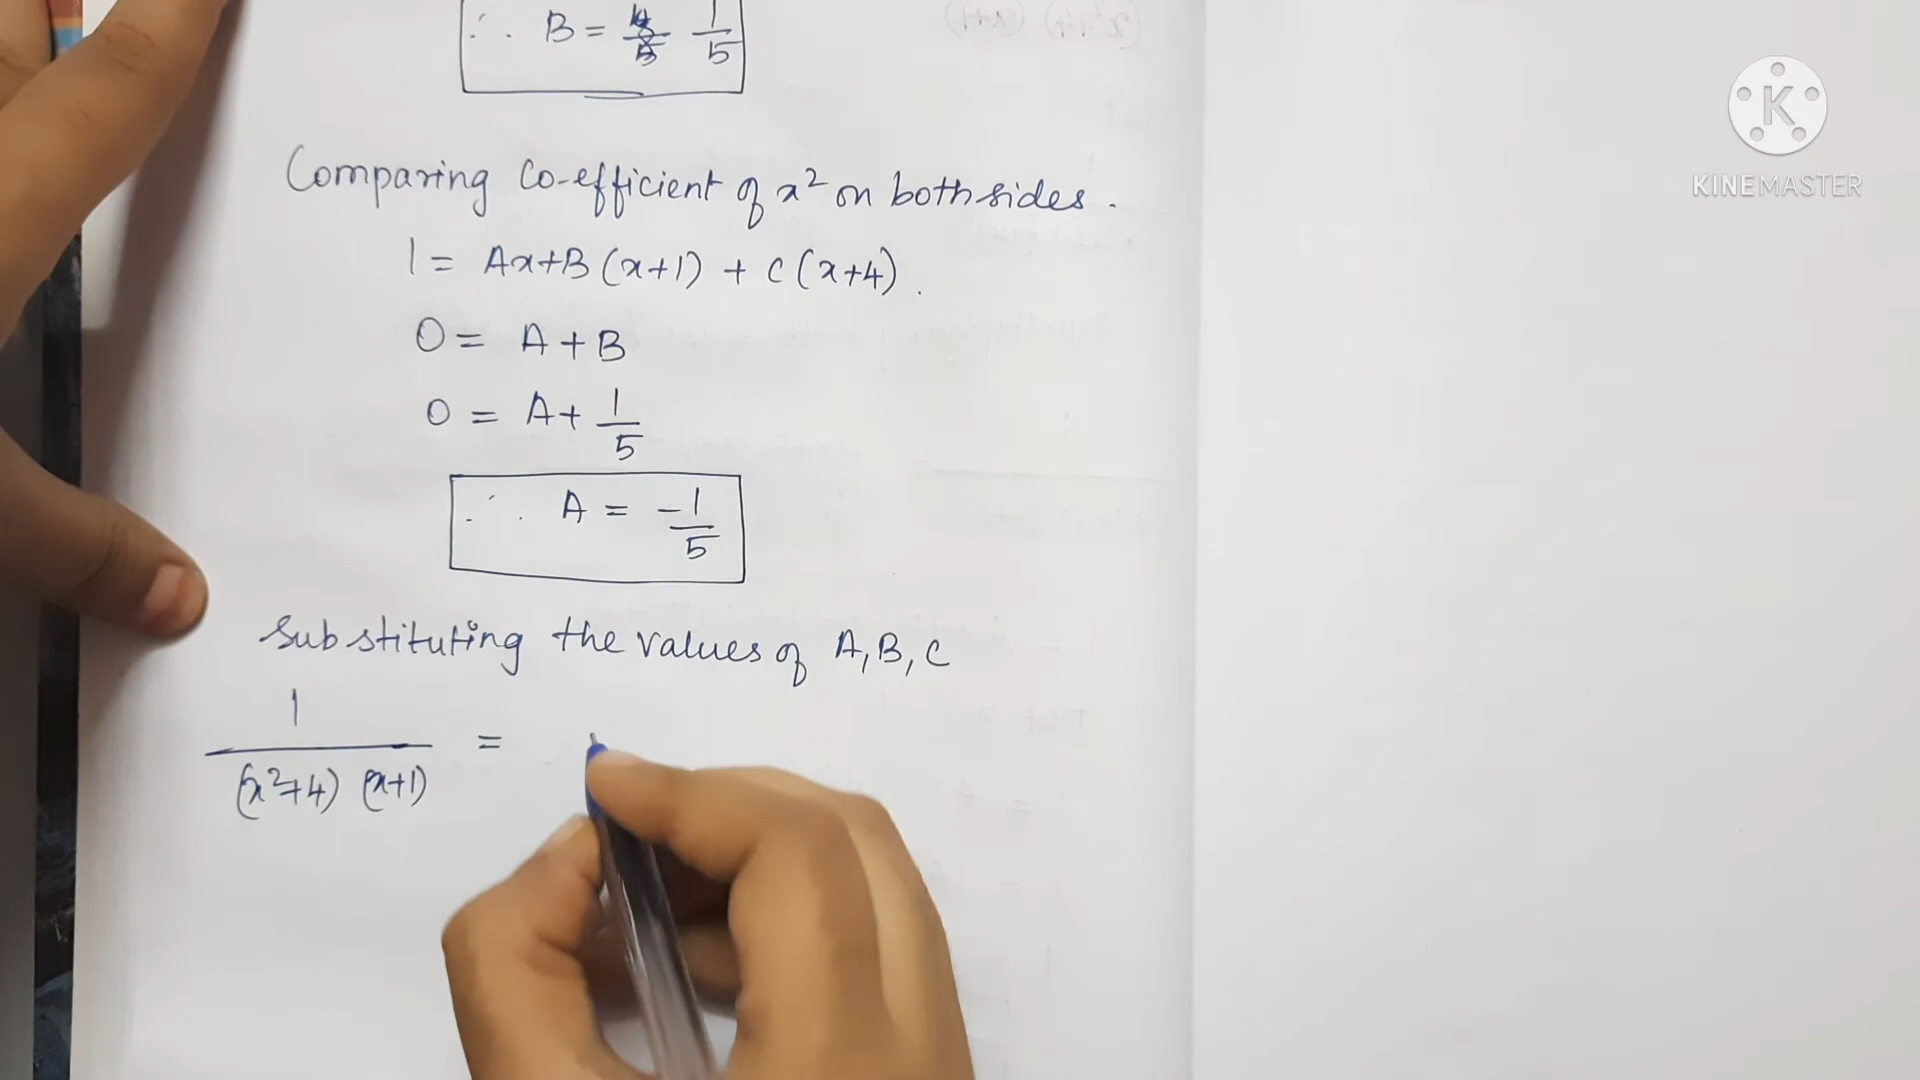 ∴ B = 1/5
Comparing Co-efficient of x² on both sides.
1 = Ax+B (x+1) + C (x+4).
0 = A + B
0 = A + 1/5
∴ A = -1/5
Substituting the values of A, B, C
1/(x²+4) (x+1) =
K
KINEMASTER